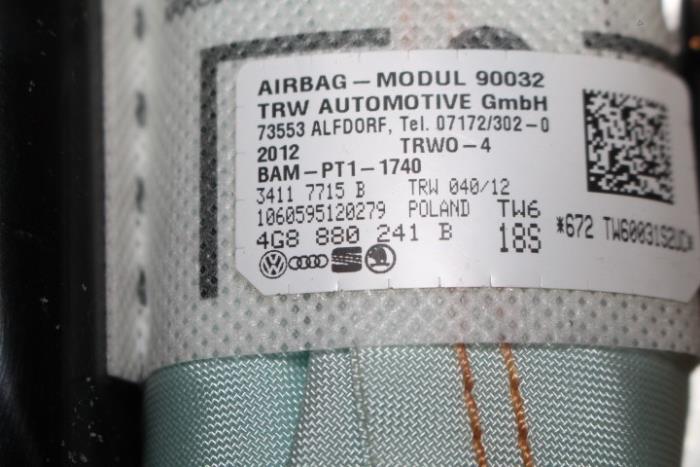 AIRBAG - MODUL 90032
TRW AUTOMOTIVE GmbH
73553 ALFDORF, Tel. 07172/302-0
2012 TRWO-4
BAM-PT1-1740
3411 7715 B TRW 040/12
1060595120279 POLAND TW6
4G8 880 241 B 18S *672 TW60031S2UCH